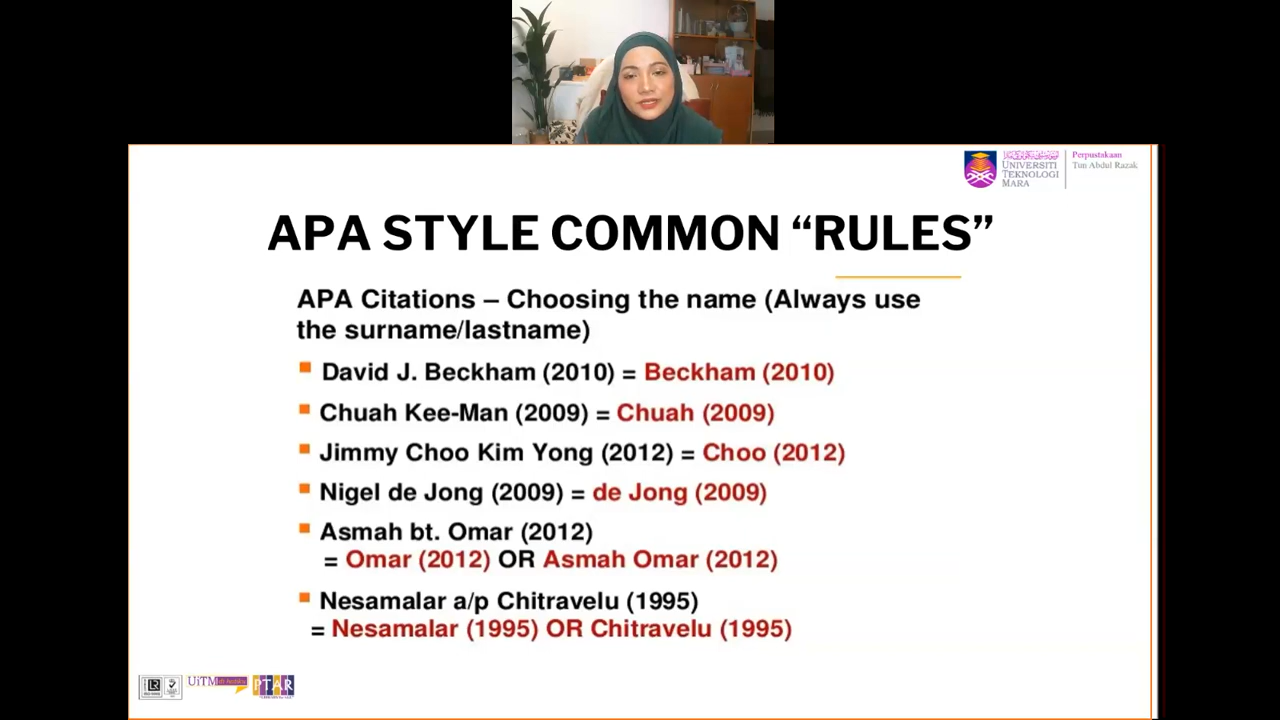 UNIVERSITI
TEKNOLOGI
MARA
Perpustakaan
Tun Abdul Razak
APA STYLE COMMON “RULES”
APA Citations – Choosing the name (Always use
the surname/lastname)
David J. Beckham (2010) = Beckham (2010)
Chuah Kee-Man (2009) = Chuah (2009)
Jimmy Choo Kim Yong (2012) = Choo (2012)
Nigel de Jong (2009) = de Jong (2009)
Asmah bt. Omar (2012)
= Omar (2012) OR Asmah Omar (2012)
Nesamalar a/p Chitravelu (1995)
= Nesamalar (1995) OR Chitravelu (1995)
UiTM
PTAR